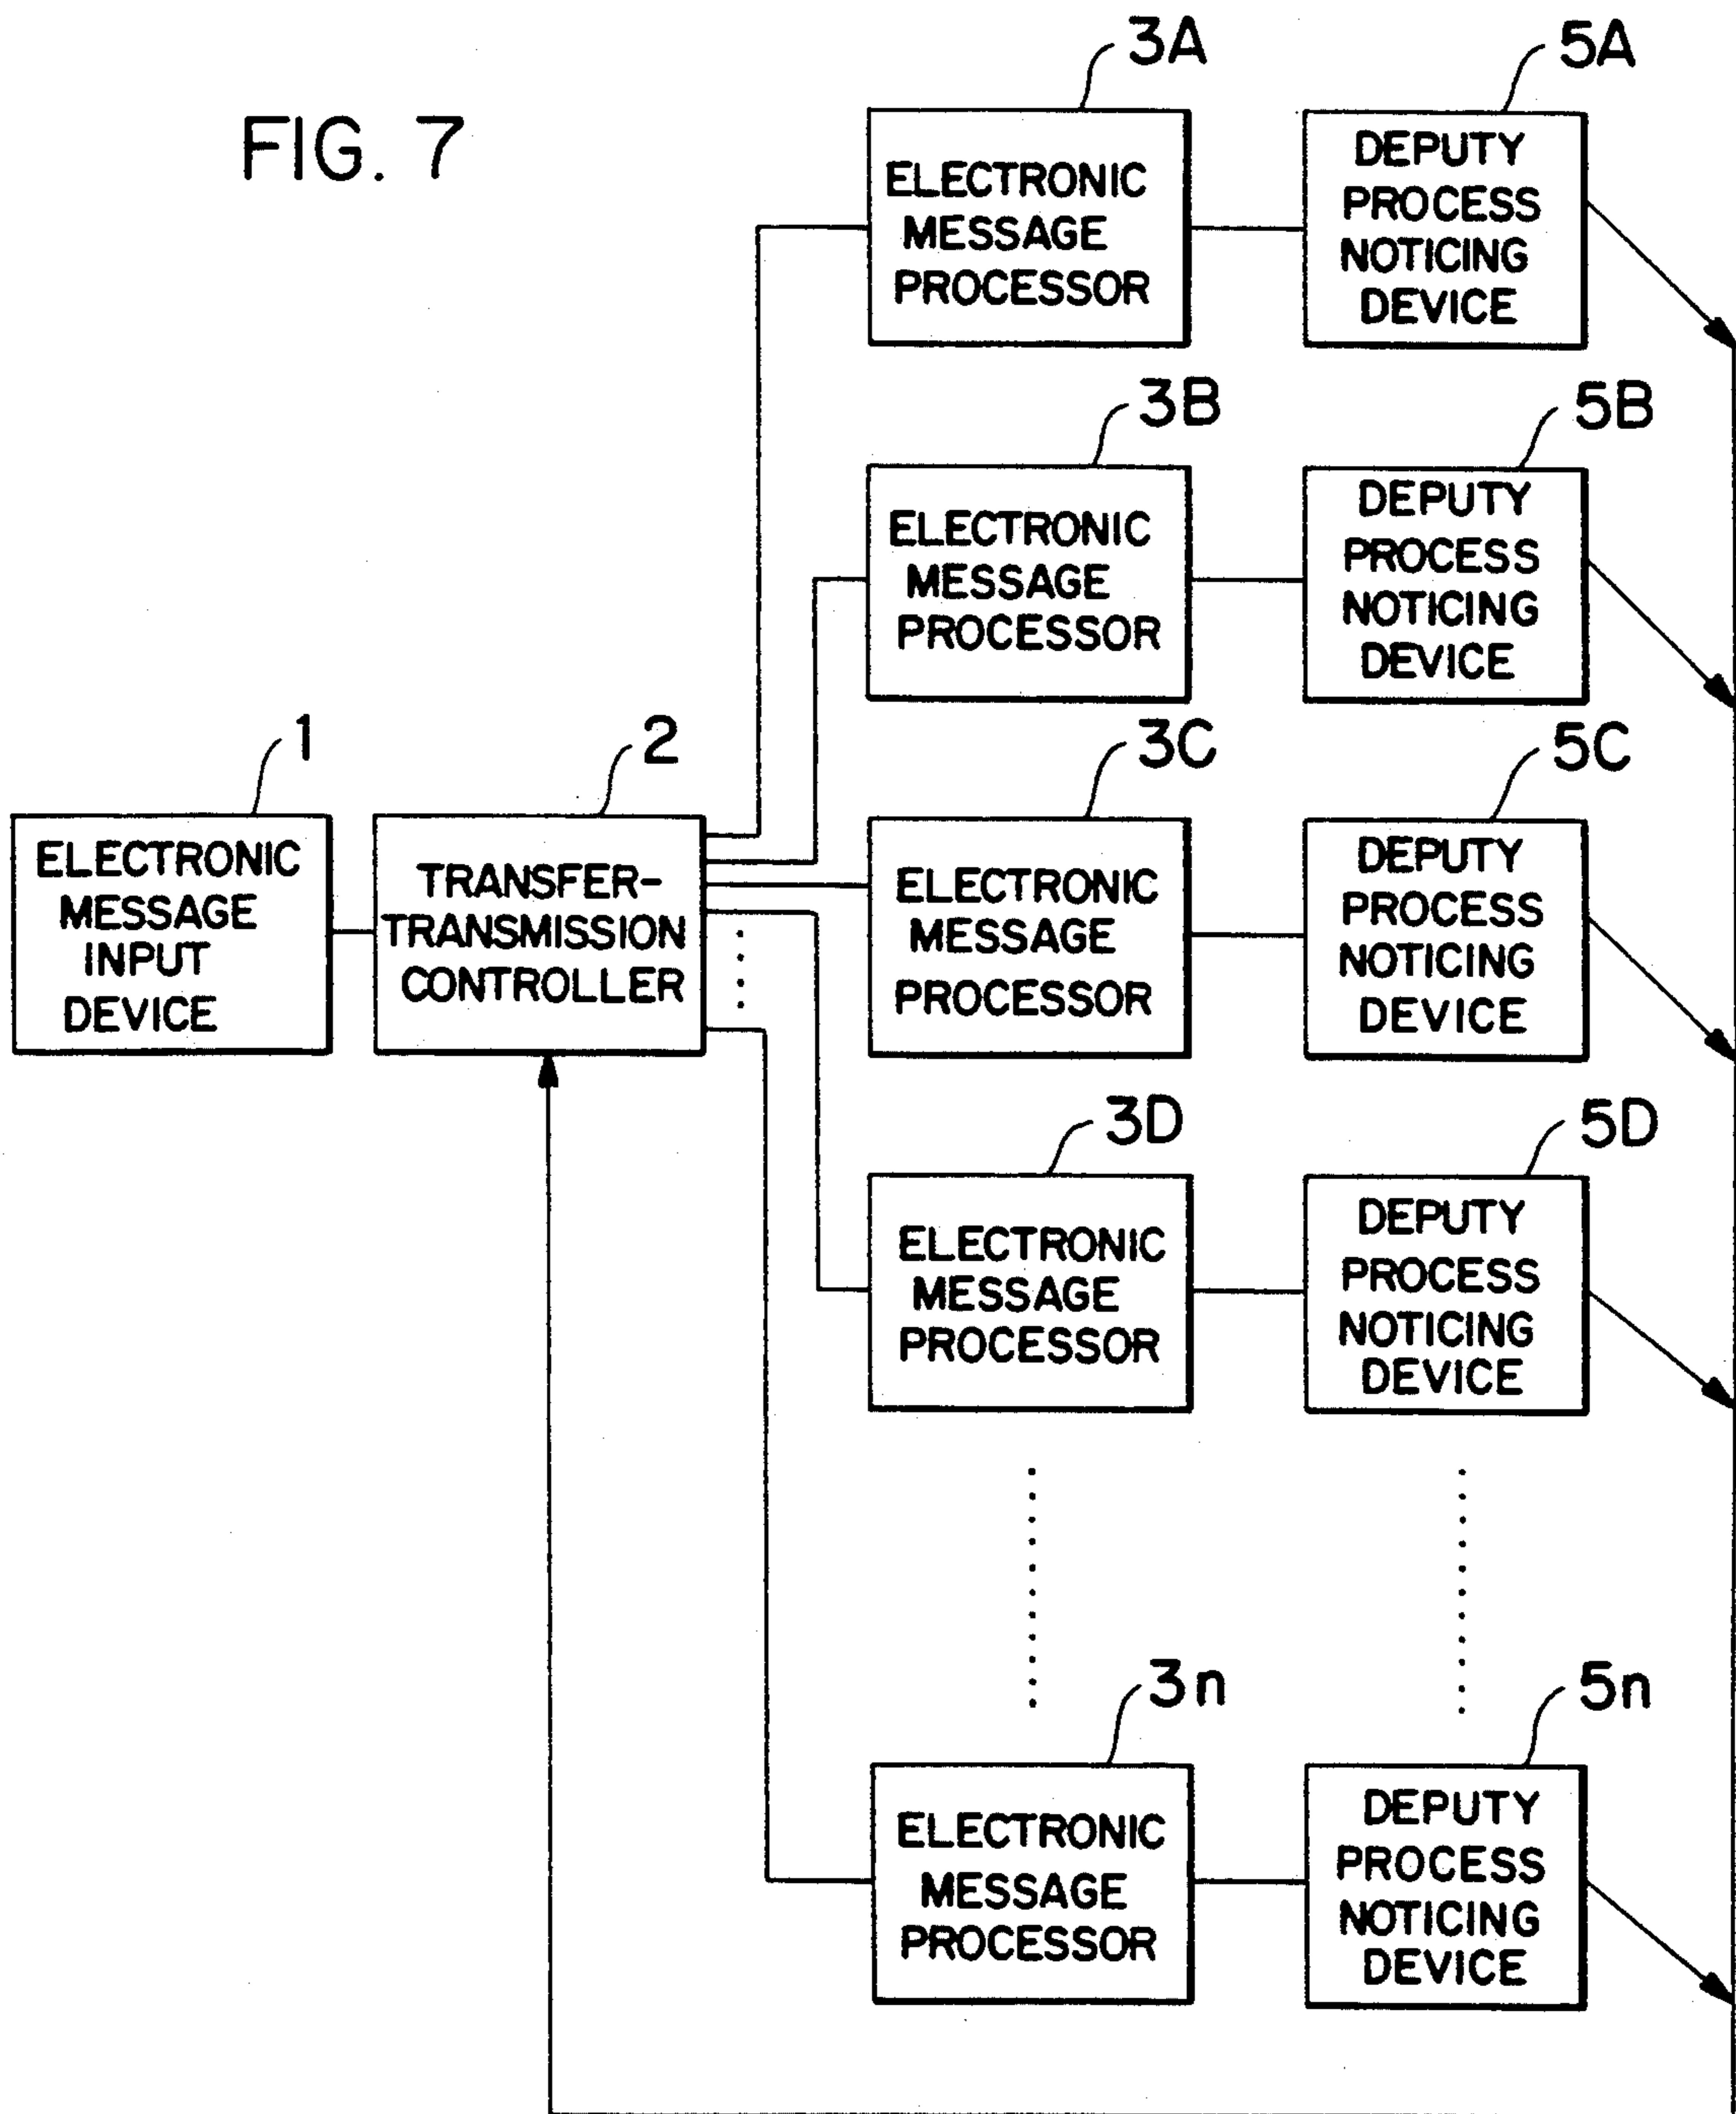 FIG. 7
3A
5A
ELECTRONIC
MESSAGE
PROCESSOR
DEPUTY
PROCESS
NOTICING
DEVICE
3B
5B
ELECTRONIC
MESSAGE
PROCESSOR
DEPUTY
PROCESS
NOTICING
DEVICE
1
2
3C
5C
ELECTRONIC
MESSAGE
INPUT
DEVICE
TRANSFER-
TRANSMISSION
CONTROLLER
ELECTRONIC
MESSAGE
PROCESSOR
DEPUTY
PROCESS
NOTICING
DEVICE
3D
5D
ELECTRONIC
MESSAGE
PROCESSOR
DEPUTY
PROCESS
NOTICING
DEVICE
3n
5n
ELECTRONIC
MESSAGE
PROCESSOR
DEPUTY
PROCESS
NOTICING
DEVICE